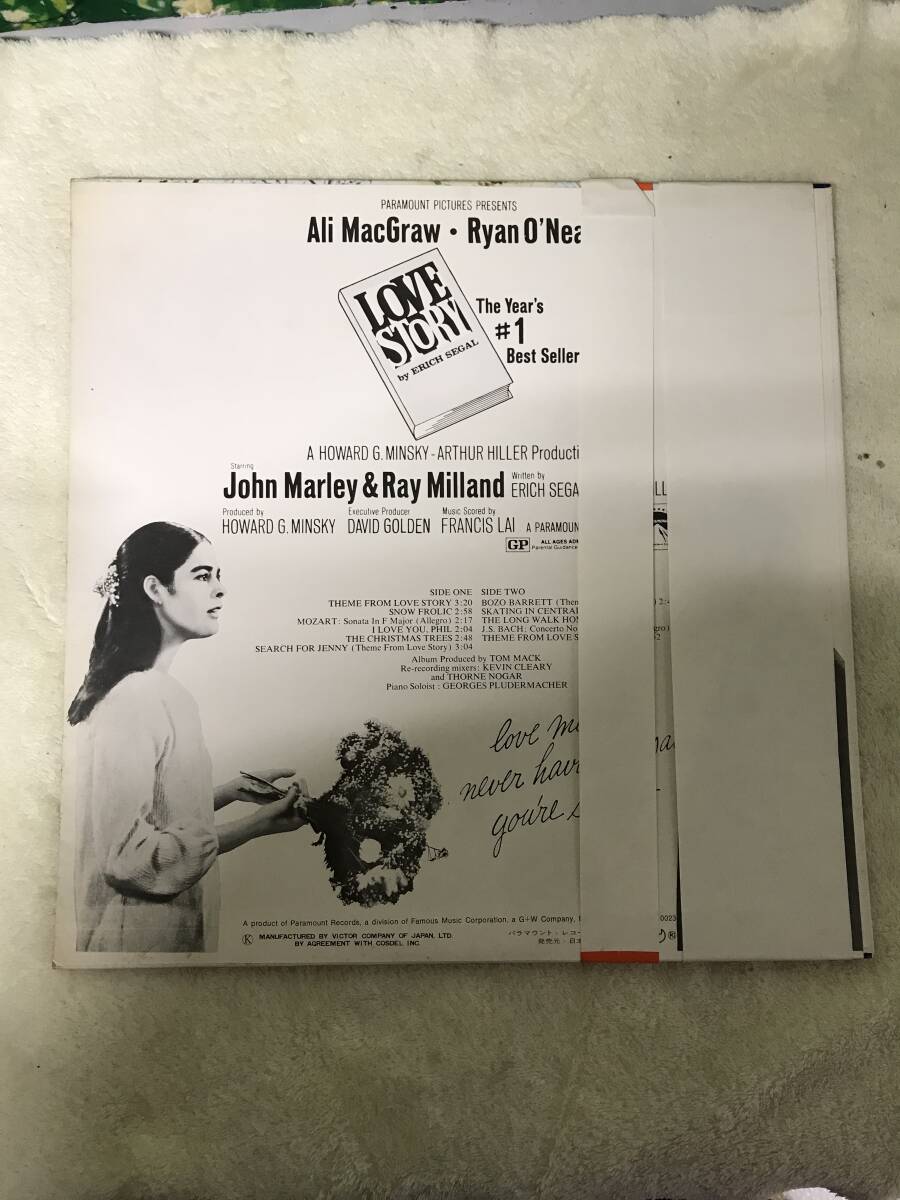 PARAMOUNT PICTURES PRESENTS
Ali MacGraw • Ryan O'Nea
LOVE
STORY
by ERICH SEGAL
The Year's
#1
Best Seller
A HOWARD G. MINSKY-ARTHUR HILLER Producti
Starring
John Marley & Ray Milland
Written by
ERICH SEGA
ILL
Produced by
HOWARD G. MINSKY
Executive Producer
DAVID GOLDEN
Music Scored by
FRANCIS LAI
A PARAMOUN
GP
ALL AGES ADM
Parental Guidance
SIDE ONE
THEME FROM LOVE STORY 3:20
SNOW FROLIC 2:58
MOZART: Sonata In F Major (Allegro) 2:17
I LOVE YOU, PHIL 2:04
THE CHRISTMAS TREES 2:48
SEARCH FOR JENNY (Theme From Love Story) 3:04
SIDE TWO
BOZO BARRETT (Then
SKATING IN CENTRAL
THE LONG WALK HOM
J.S. BACH: Concerto No
THEME FROM LOVE S
Album Produced by TOM MACK
Re-recording mixers: KEVIN CLEARY
and THORNE NOGAR
Piano Soloist : GEORGES PLUDERMACHER
love me
never hav
you're s
A product of Paramount Records, a division of Famous Music Corporation, a G+W Company,
0023
Ⓚ MANUFACTURED BY VICTOR COMPANY OF JAPAN, LTD.
BY AGREEMENT WITH COSDEL INC.
パラマウント・レコー
発売元・日本